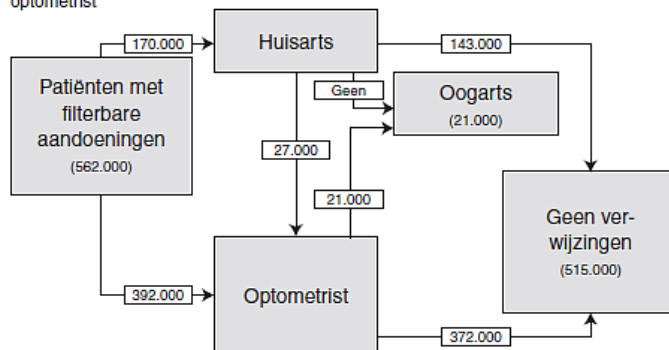 optometrist
170.000
Huisarts
143.000
Patiënten met
filterbare
aandoeningen
(562.000)
Geen
Oogarts
(21.000)
27.000
21.000
Geen ver-
wijzingen
(515.000)
392.000
Optometrist
372.000